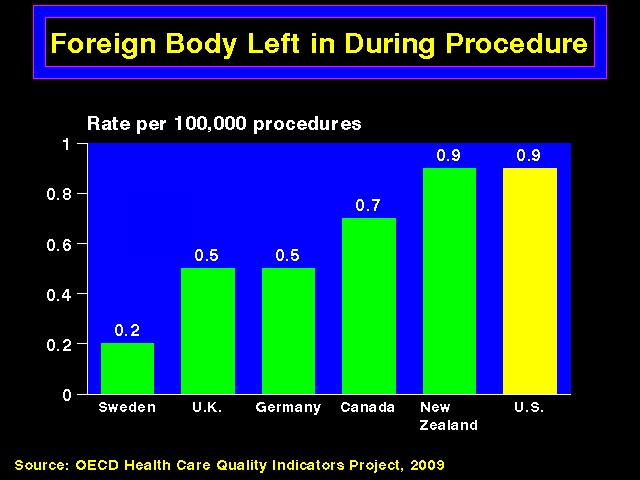 Foreign Body Left in During Procedure
Rate per 100,000 procedures
1
0.8
0.6
0.4
0.2
0
0.2
0.5
0.5
0.7
0.9
0.9
Sweden
U.K.
Germany
Canada
New
Zealand
U.S.
Source: OECD Health Care Quality Indicators Project, 2009